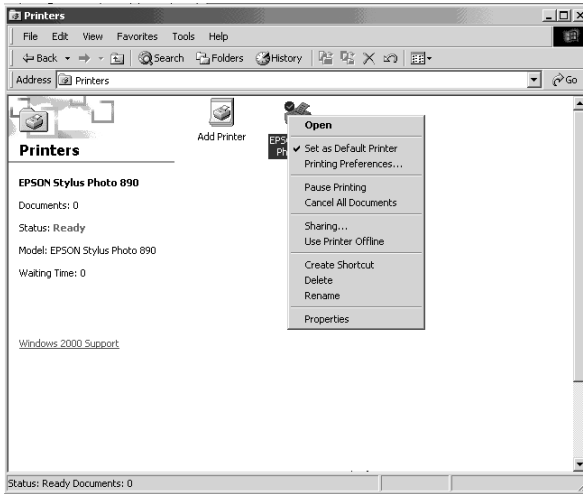 Printers
File Edit View Favorites Tools Help
Back Search Folders History
Address Printers Go
Add Printer
Printers
EPSON Stylus Photo 890
Documents: 0
Status: Ready
Model: EPSON Stylus Photo 890
Waiting Time: 0
Windows 2000 Support
Open
Set as Default Printer
Printing Preferences...
Pause Printing
Cancel All Documents
Sharing...
Use Printer Offline
Create Shortcut
Delete
Rename
Properties
Status: Ready Documents: 0